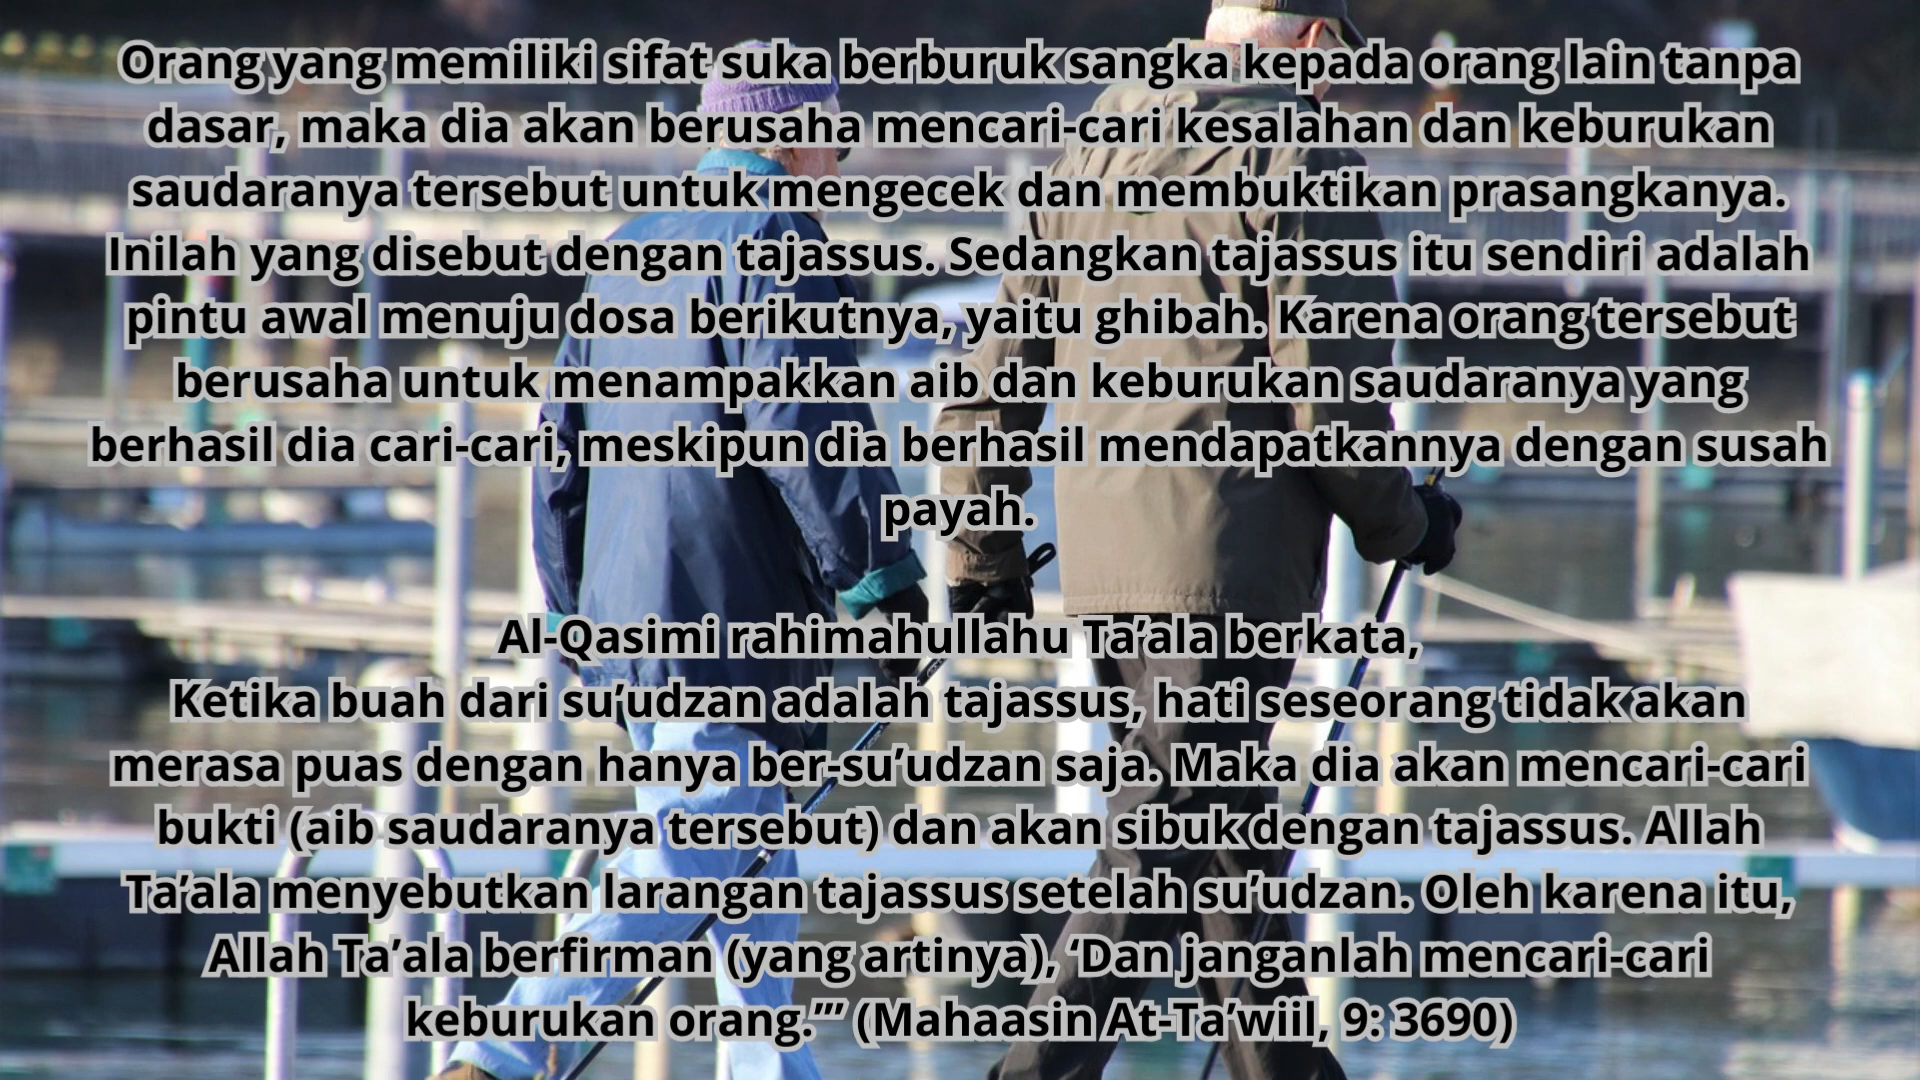 Orang yang memiliki sifat suka berburuk sangka kepada orang lain tanpa
dasar, maka dia akan berusaha mencari-cari kesalahan dan keburukan
saudaranya tersebut untuk mengecek dan membuktikan prasangkanya.
Inilah yang disebut dengan tajassus. Sedangkan tajassus itu sendiri adalah
pintu awal menuju dosa berikutnya, yaitu ghibah. Karena orang tersebut
berusaha untuk menampakkan aib dan keburukan saudaranya yang
berhasil dia cari-cari, meskipun dia berhasil mendapatkannya dengan susah
payah.
Al-Qasimi rahimahullahu Ta’ala berkata,
Ketika buah dari su’udzan adalah tajassus, hati seseorang tidak akan
merasa puas dengan hanya ber-su’udzan saja. Maka dia akan mencari-cari
bukti (aib saudaranya tersebut) dan akan sibuk dengan tajassus. Allah
Ta’ala menyebutkan larangan tajassus setelah su’udzan. Oleh karena itu,
Allah Ta’ala berfirman (yang artinya), ‘Dan janganlah mencari-cari
keburukan orang.”’ (Mahaasin At-Ta’wiil, 9: 3690)